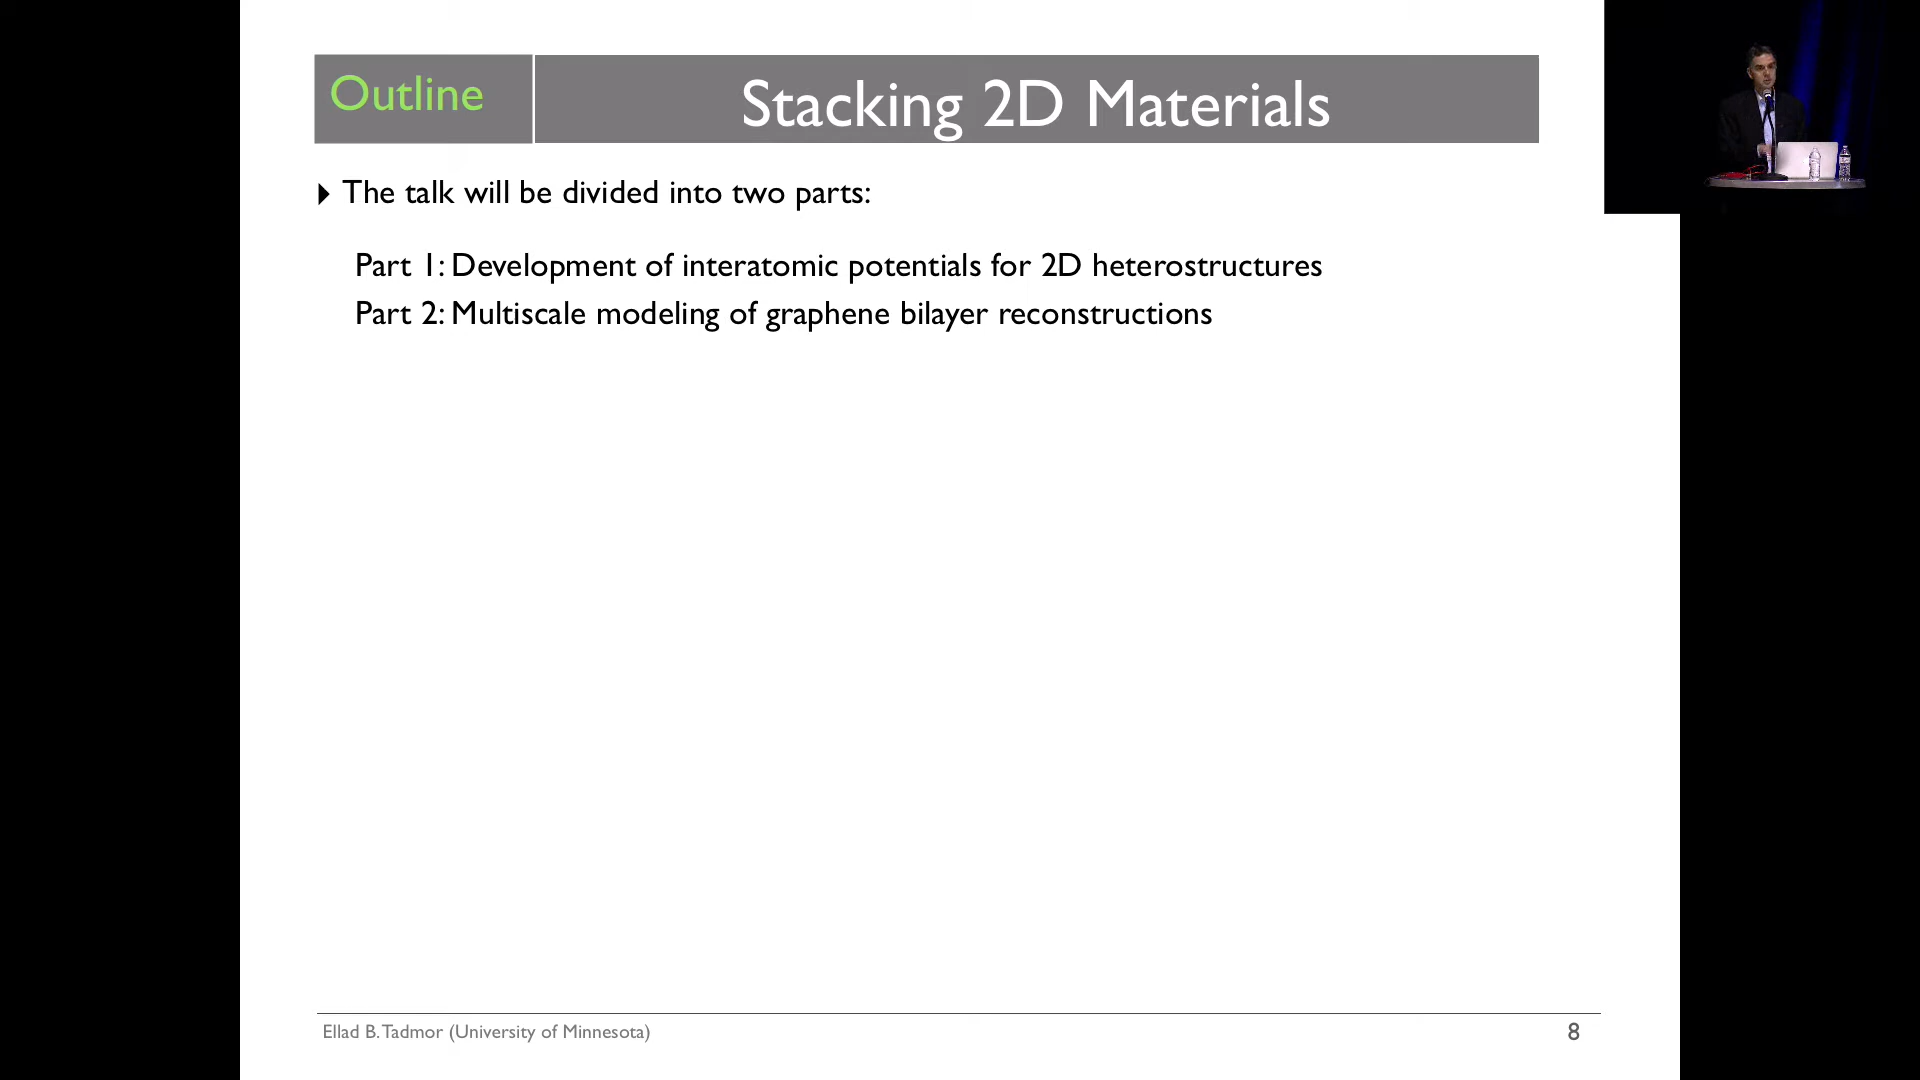 Outline
Stacking 2D Materials
The talk will be divided into two parts:
Part 1: Development of interatomic potentials for 2D heterostructures
Part 2: Multiscale modeling of graphene bilayer reconstructions
Ellad B. Tadmor (University of Minnesota)
8